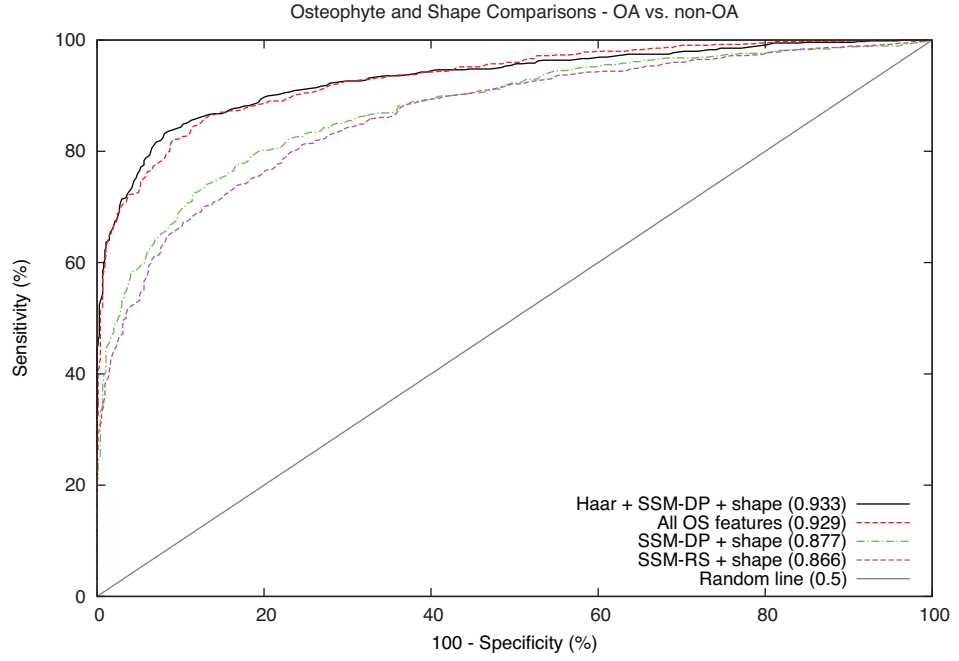 Osteophyte and Shape Comparisons - OA vs. non-OA
100
80
60
40
20
0
Sensitivity (%)
Haar + SSM-DP + shape (0.933)
All OS features (0.929)
SSM-DP + shape (0.877)
SSM-RS + shape (0.866)
Random line (0.5)
0 20 40 60 80 100
100 - Specificity (%)